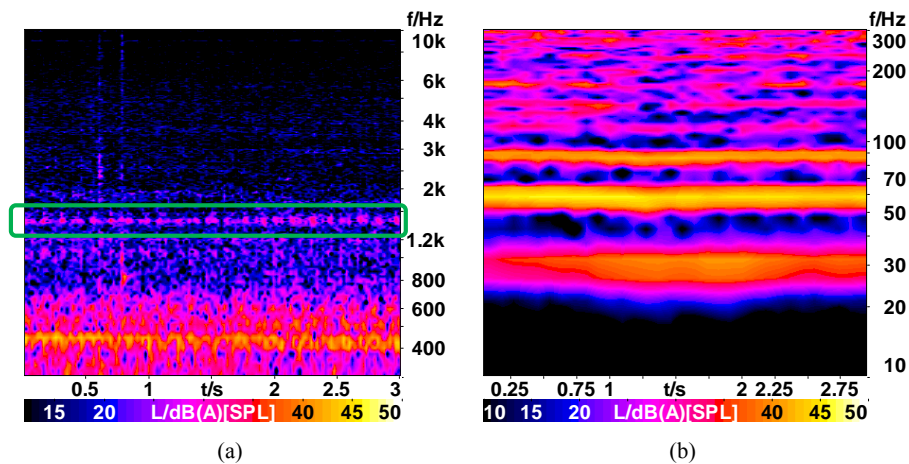 f/Hz
10k
6k
4k
3k
2k
1.2k
800
600
400
0.5 1 t/s 2 2.5 3
15 20 L/dB(A)[SPL] 40 45 50
(a)
f/Hz
300
200
100
70
50
30
20
10
0.25 0.75 1 t/s 2 2.25 2.75
10 15 20 L/dB(A)[SPL] 40 45 50
(b)